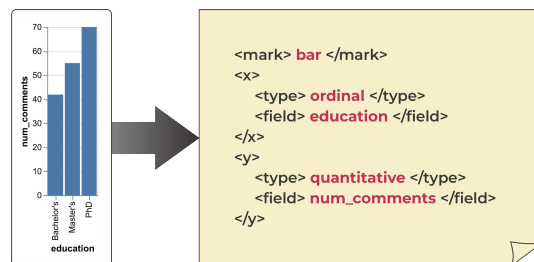 num_comments
70
60
50
40
30
20
10
0
Bachelor's
Master's
PhD
education
<mark> bar </mark>
<x>
<type> ordinal </type>
<field> education </field>
</x>
<y>
<type> quantitative </type>
<field> num_comments </field>
</y>